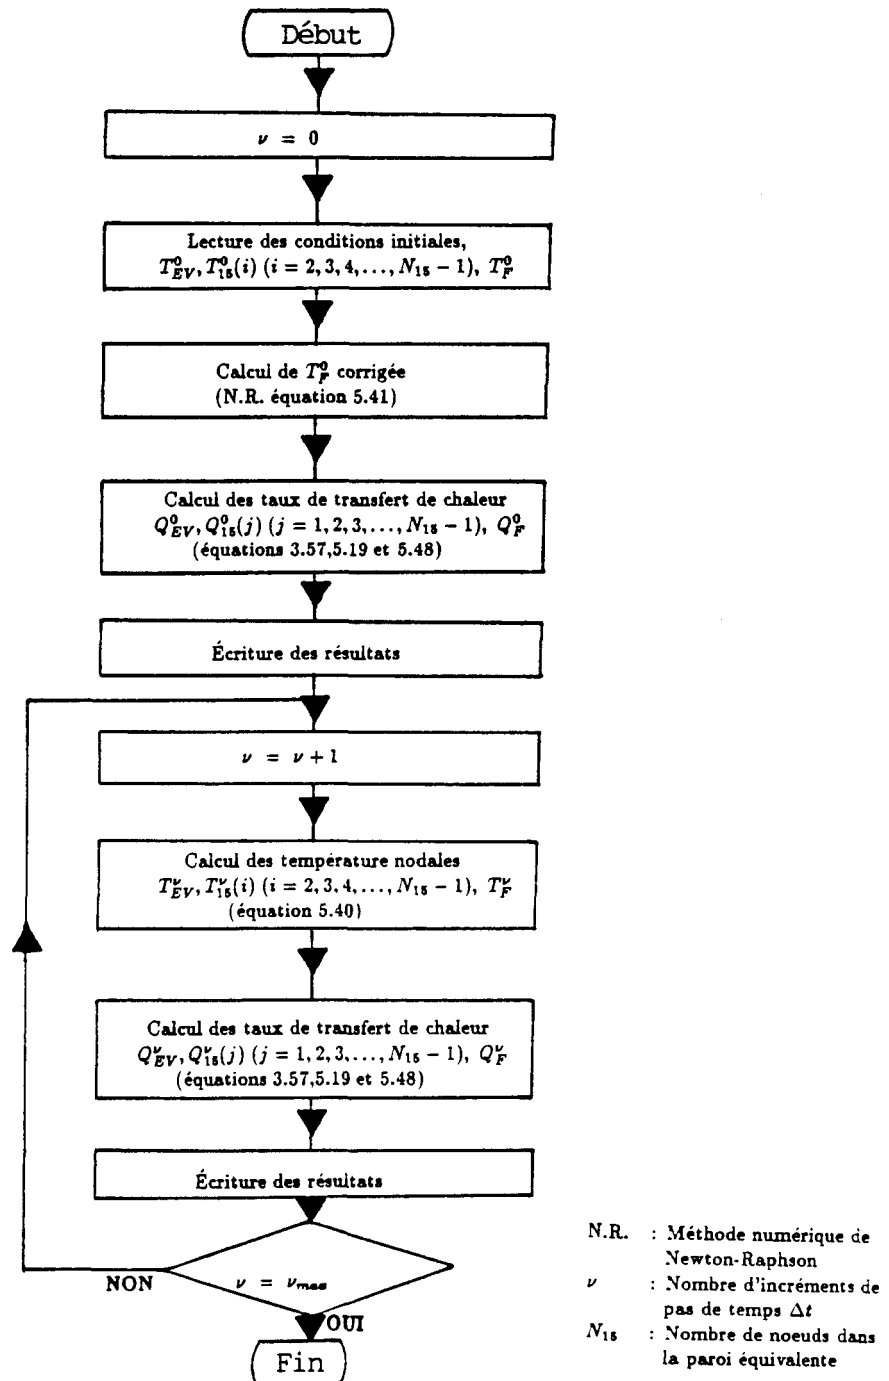 Début
ν = 0
Lecture des conditions initiales,
T⁰_EV, T⁰_15(i) (i = 2, 3, 4, ..., N_15 − 1), T⁰_F
Calcul de T⁰_F corrigée
(N.R. équation 5.41)
Calcul des taux de transfert de chaleur
Q⁰_EV, Q⁰_15(j) (j = 1, 2, 3, ..., N_15 − 1), Q⁰_F
(équations 3.57,5.19 et 5.48)
Écriture des résultats
ν = ν + 1
Calcul des température nodales
T^ν_EV, T^ν_15(i) (i = 2, 3, 4, ..., N_15 − 1), T^ν_F
(équation 5.40)
Calcul des taux de transfert de chaleur
Q^ν_EV, Q^ν_15(j) (j = 1, 2, 3, ..., N_15 − 1), Q^ν_F
(équations 3.57,5.19 et 5.48)
Écriture des résultats
ν = ν_max
NON
OUI
Fin
N.R. : Méthode numérique de
Newton-Raphson
ν : Nombre d'incréments de
pas de temps Δt
N_15 : Nombre de noeuds dans
la paroi équivalente